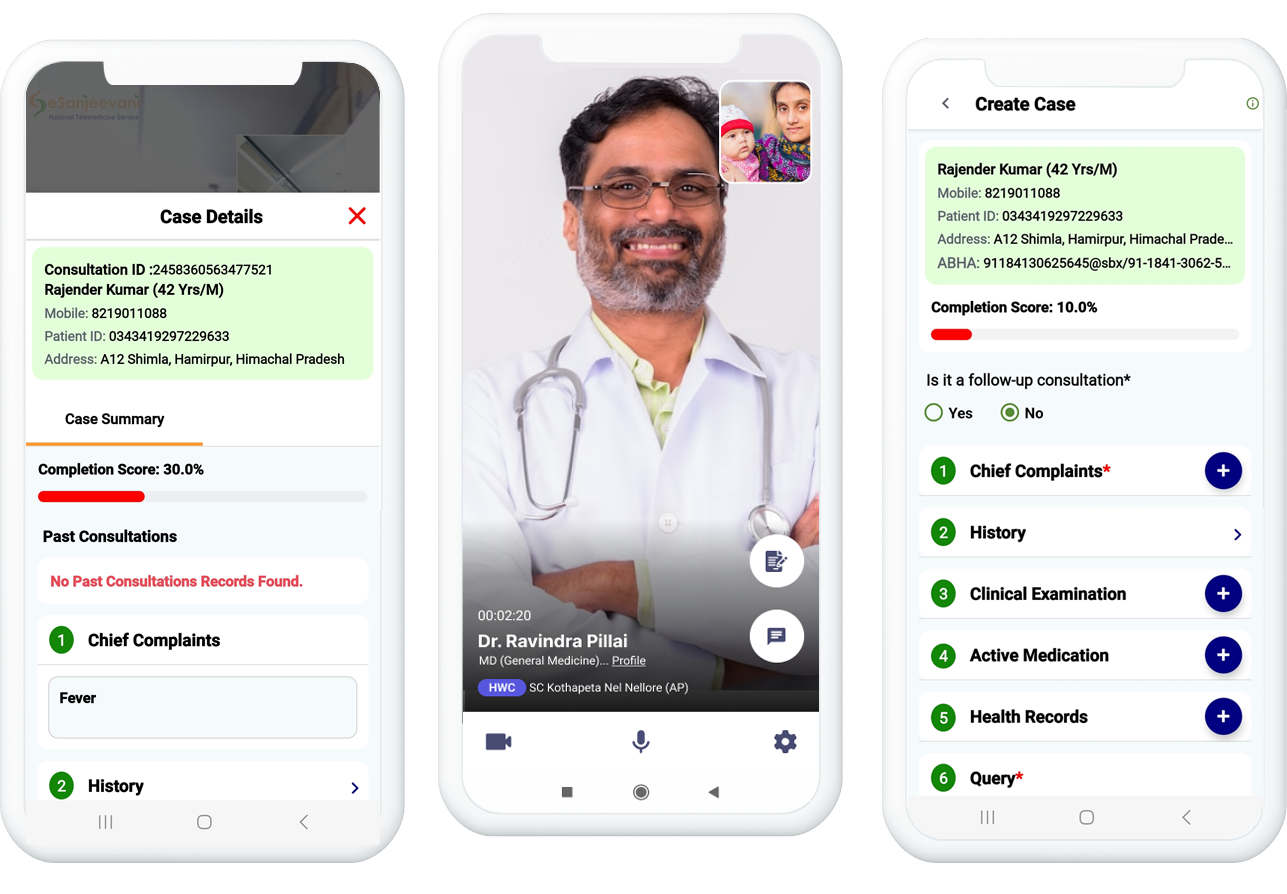 eSanjeevani
National Telemedicine Service
Case Details
Consultation ID :2458360563477521
Rajender Kumar (42 Yrs/M)
Mobile: 8219011088
Patient ID: 0343419297229633
Address: A12 Shimla, Hamirpur, Himachal Pradesh
Case Summary
Completion Score: 30.0%
Past Consultations
No Past Consultations Records Found.
1 Chief Complaints
Fever
2 History
00:02:20
Dr. Ravindra Pillai
MD (General Medicine)... Profile
HWC SC Kothapeta Nel Nellore (AP)
Create Case
Rajender Kumar (42 Yrs/M)
Mobile: 8219011088
Patient ID: 0343419297229633
Address: A12 Shimla, Hamirpur, Himachal Prade...
ABHA: 91184130625645@sbx/91-1841-3062-5...
Completion Score: 10.0%
Is it a follow-up consultation*
Yes No
1 Chief Complaints*
2 History
3 Clinical Examination
4 Active Medication
5 Health Records
6 Query*